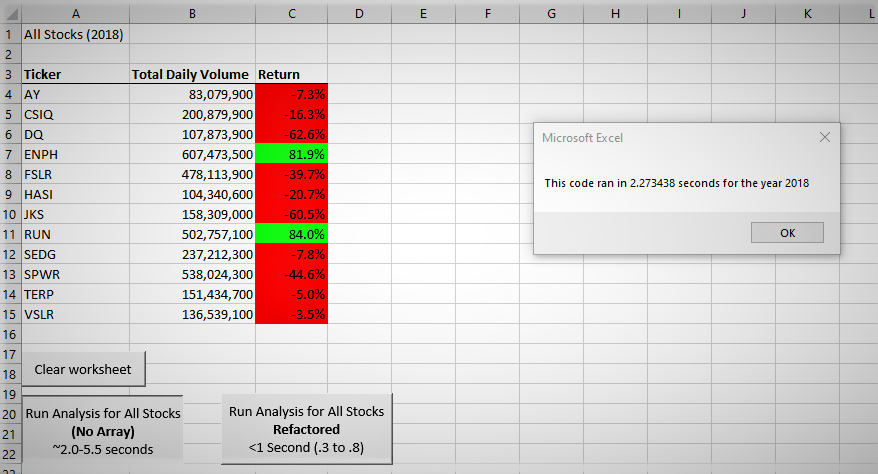 A B C D E F G H I J K L
1 All Stocks (2018)
2
3 Ticker Total Daily Volume Return
4 AY 83,079,900 -7.3%
5 CSIQ 200,879,900 -16.3%
6 DQ 107,873,900 -62.6%
7 ENPH 607,473,500 81.9%
8 FSLR 478,113,900 -39.7%
9 HASI 104,340,600 -20.7%
10 JKS 158,309,000 -60.5%
11 RUN 502,757,100 84.0%
12 SEDG 237,212,300 -7.8%
13 SPWR 538,024,300 -44.6%
14 TERP 151,434,700 -5.0%
15 VSLR 136,539,100 -3.5%
16
17
18
19
20
21
22
23
Microsoft Excel
This code ran in 2.273438 seconds for the year 2018
OK
Clear worksheet
Run Analysis for All Stocks
(No Array)
~2.0-5.5 seconds
Run Analysis for All Stocks
Refactored
<1 Second (.3 to .8)